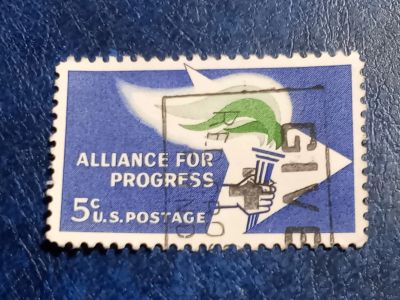 ALLIANCE FOR
PROGRESS
5c U.S. POSTAGE
GIVE